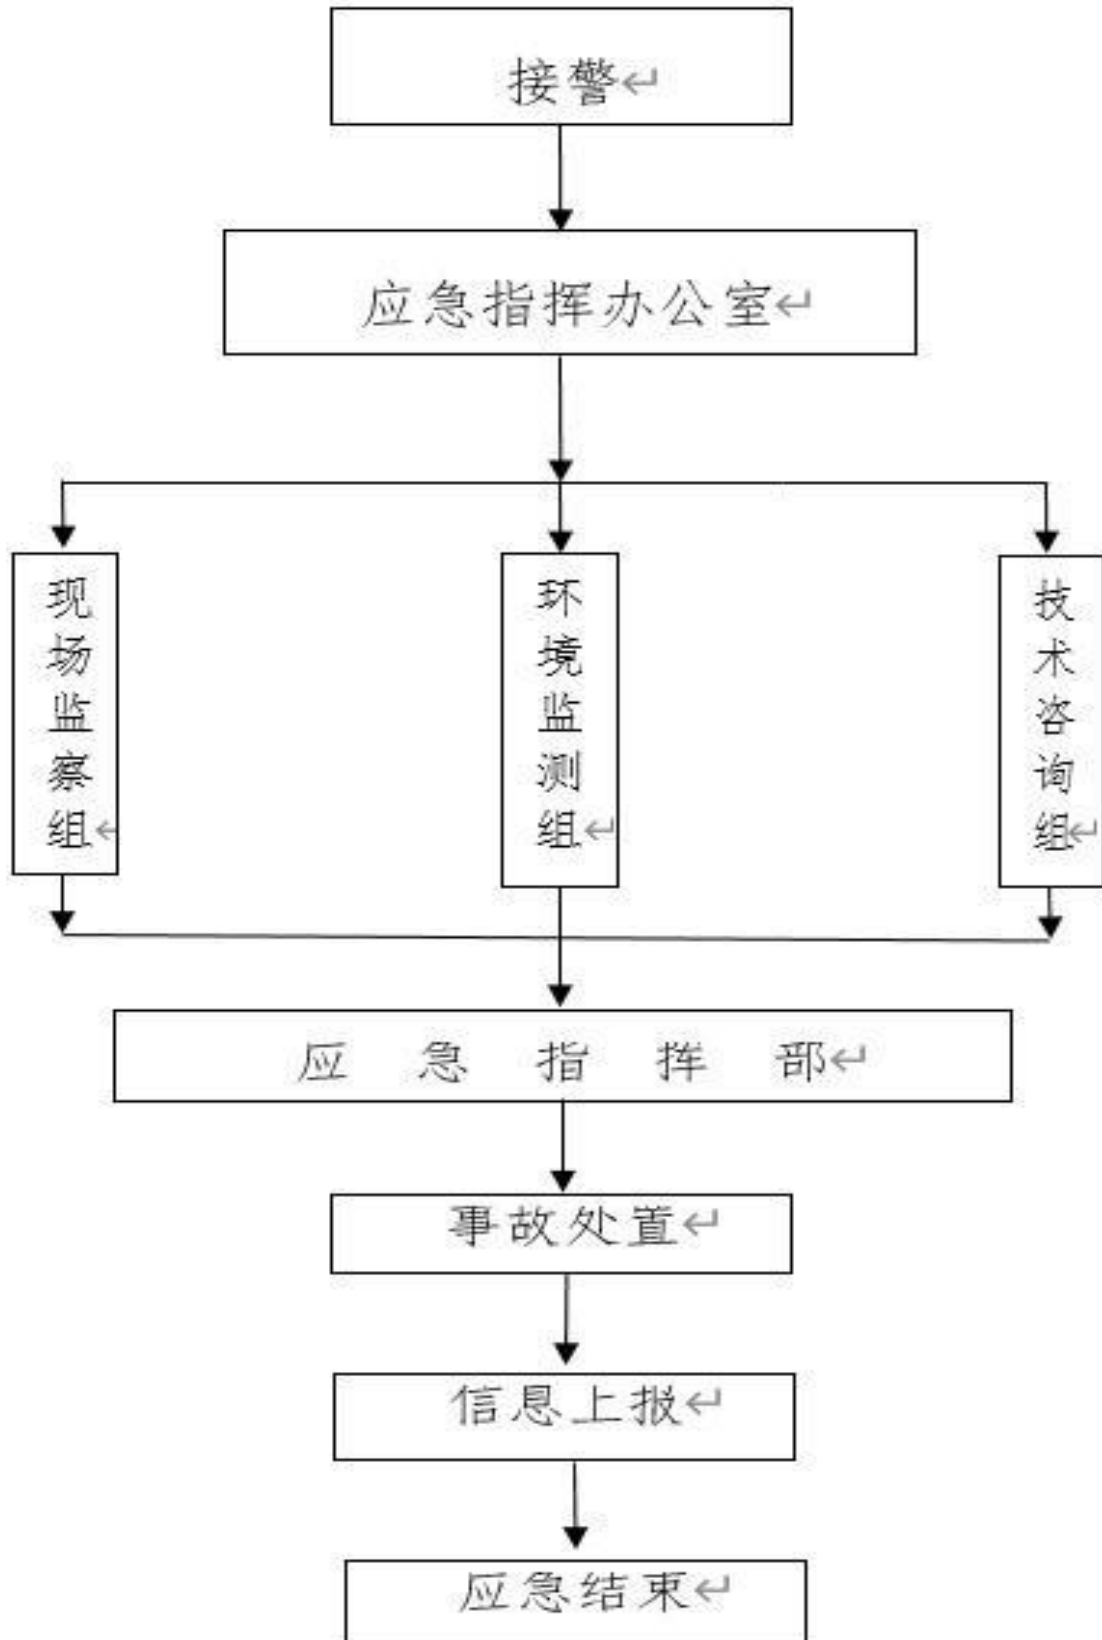 接警
应急指挥办公室
现场监察组
环境监测组
技术咨询组
应急指挥部
事故处置
信息上报
应急结束